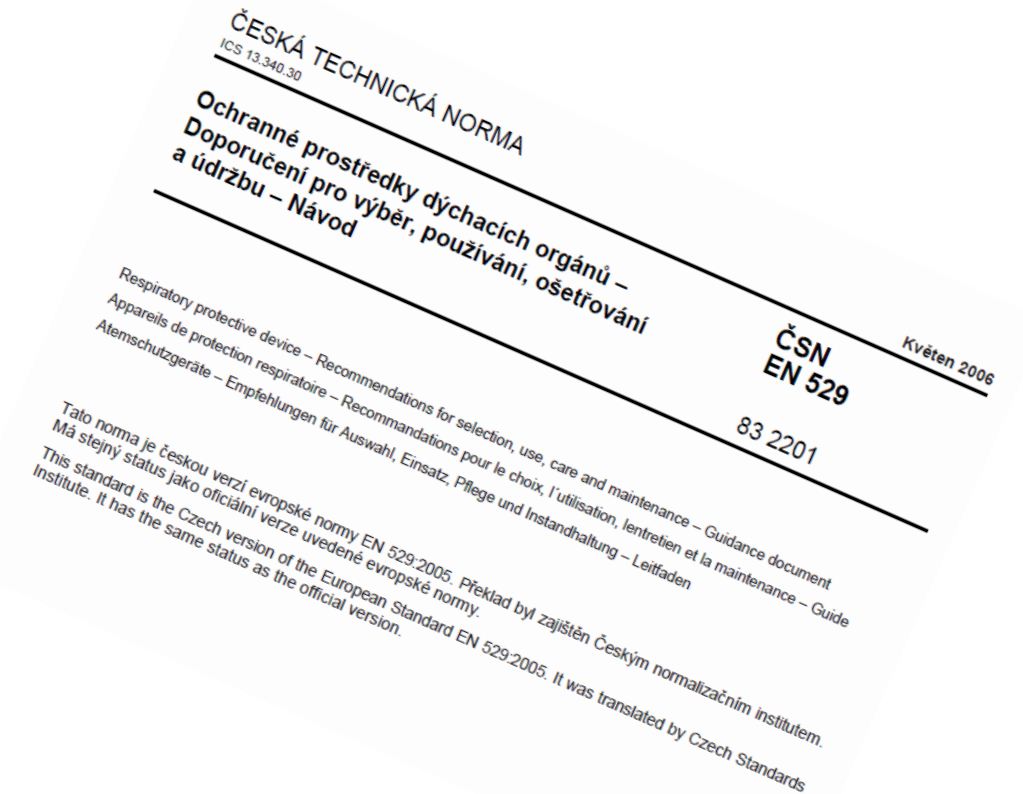 ČESKÁ TECHNICKÁ NORMA
ICS 13.340.30
Květen 2006
Ochranné prostředky dýchacích orgánů –
Doporučení pro výběr, používání, ošetřování
a údržbu – Návod
ČSN
EN 529
83 2201
Respiratory protective device – Recommendations for selection, use, care and maintenance – Guidance document
Appareils de protection respiratoire – Recommandations pour le choix, l´utilisation, lentretien et la maintenance – Guide
Atemschutzgeräte – Empfehlungen für Auswahl, Einsatz, Pflege und Instandhaltung – Leitfaden
Tato norma je českou verzí evropské normy EN 529:2005. Překlad byl zajištěn Českým normalizačním institutem.
Má stejný status jako oficiální verze uvedené evropské normy.
This standard is the Czech version of the European Standard EN 529:2005. It was translated by Czech Standards
Institute. It has the same status as the official version.